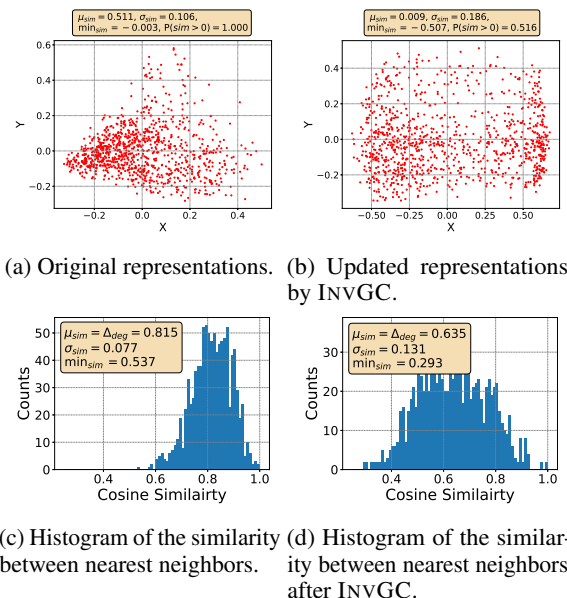 μsim = 0.511, σsim = 0.106,
minsim = −0.003, P(sim > 0) = 1.000
0.6
0.4
0.2
0.0
−0.2
Y
−0.2 0.0 0.2 0.4
X
μsim = 0.009, σsim = 0.186,
minsim = −0.507, P(sim > 0) = 0.516
0.4
0.2
0.0
−0.2
Y
−0.50 −0.25 0.00 0.25 0.50
X
(a) Original representations.
(b) Updated representations
by INVGC.
μsim = Δdeg = 0.815
σsim = 0.077
minsim = 0.537
50
40
30
20
10
0
Counts
0.4 0.6 0.8 1.0
Cosine Similairty
μsim = Δdeg = 0.635
σsim = 0.131
minsim = 0.293
30
20
10
0
Counts
0.4 0.6 0.8 1.0
Cosine Similairty
(c) Histogram of the similarity
between nearest neighbors.
(d) Histogram of the similar-
ity between nearest neighbors
after INVGC.